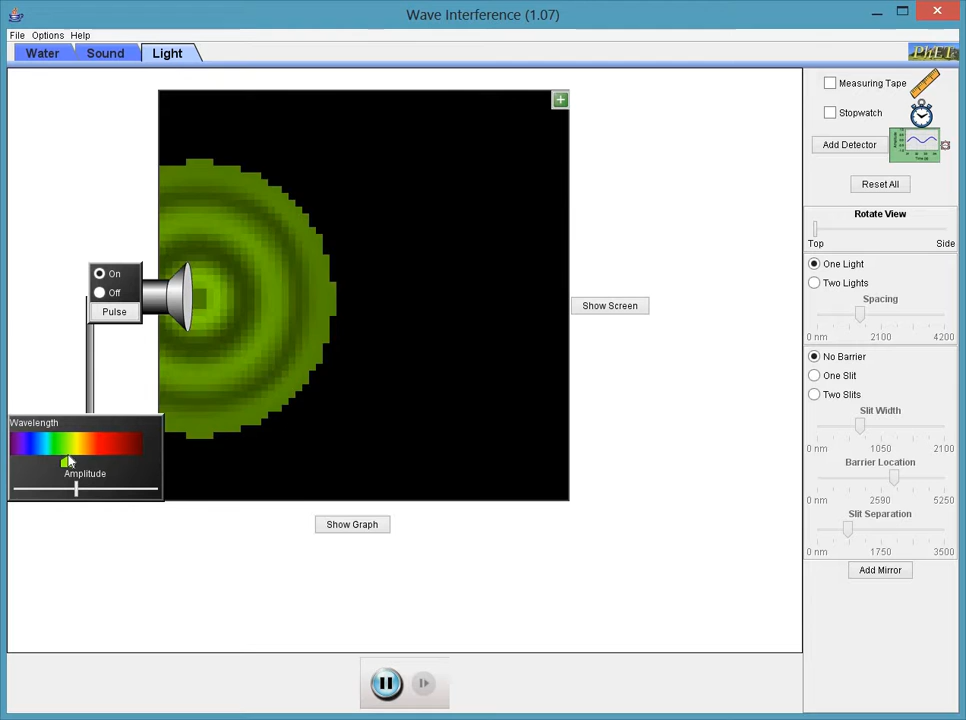 Wave Interference (1.07)
File Options Help
Water Sound Light
PhET
Measuring Tape
Stopwatch
Add Detector
Reset All
Rotate View
Top Side
On
Off
Pulse
Show Screen
One Light
Two Lights
Spacing
0 nm 2100 4200
No Barrier
One Slit
Two Slits
Slit Width
0 nm 1050 2100
Barrier Location
0 nm 2590 5250
Slit Separation
0 nm 1750 3500
Add Mirror
Wavelength
Amplitude
Show Graph